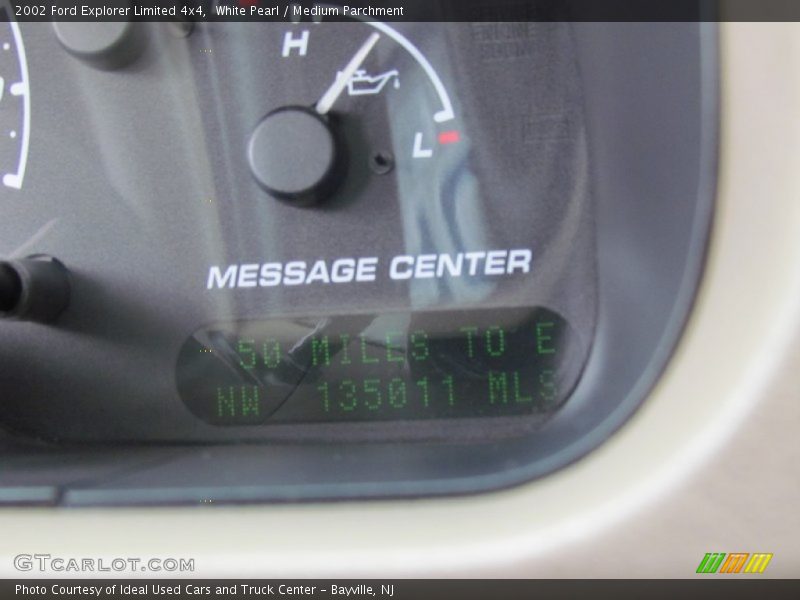 2002 Ford Explorer Limited 4x4, White Pearl / Medium Parchment
H
L
MESSAGE CENTER
50 MILES TO E
NW 135011 MLS
GTCARLOT.COM
Photo Courtesy of Ideal Used Cars and Truck Center - Bayville, NJ